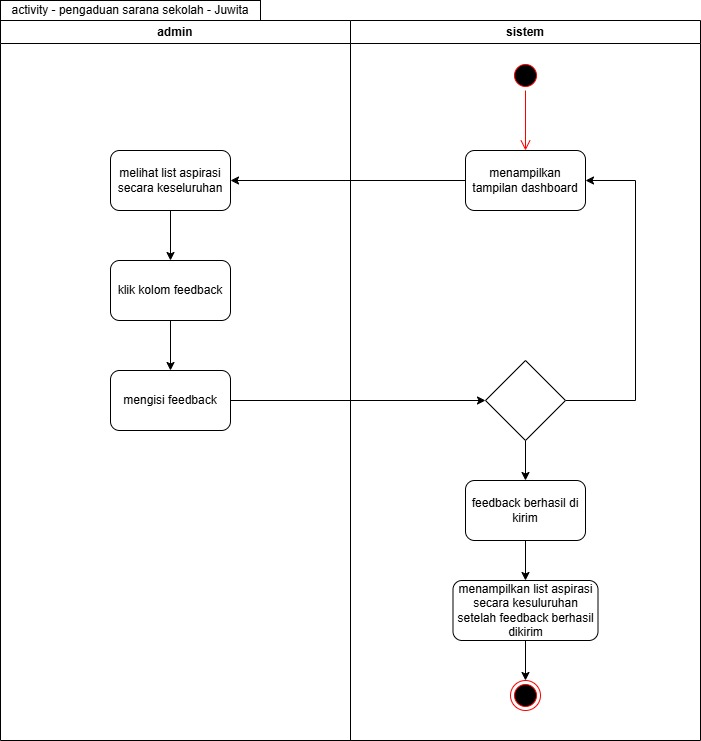 activity - pengaduan sarana sekolah - Juwita
admin
sistem
menampilkan
tampilan dashboard
melihat list aspirasi
secara keseluruhan
klik kolom feedback
mengisi feedback
feedback berhasil di
kirim
menampilkan list aspirasi
secara kesuluruhan
setelah feedback berhasil
dikirim